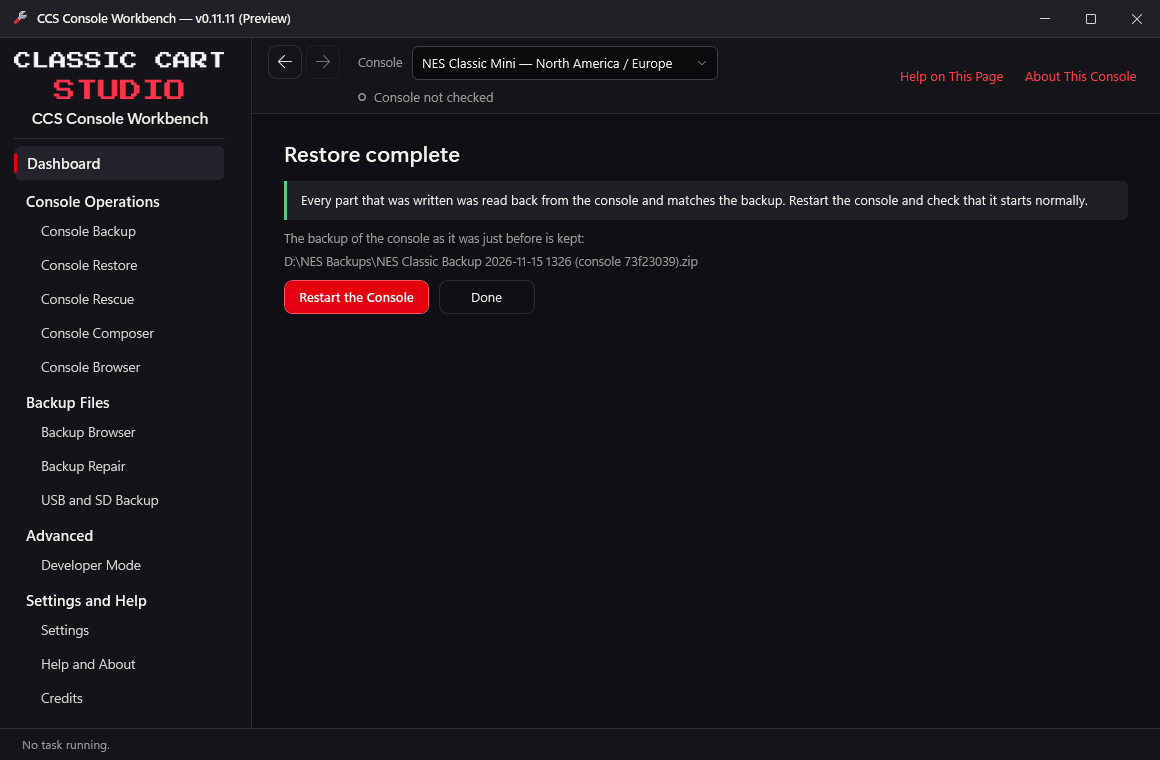 CCS Console Workbench — v0.11.11 (Preview)
CLASSIC CART
STUDIO
CCS Console Workbench
Dashboard
Console Operations
Console Backup
Console Restore
Console Rescue
Console Composer
Console Browser
Backup Files
Backup Browser
Backup Repair
USB and SD Backup
Advanced
Developer Mode
Settings and Help
Settings
Help and About
Credits
Console
NES Classic Mini — North America / Europe
Console not checked
Help on This Page
About This Console
Restore complete
Every part that was written was read back from the console and matches the backup. Restart the console and check that it starts normally.
The backup of the console as it was just before is kept:
D:\NES Backups\NES Classic Backup 2026-11-15 1326 (console 73f23039).zip
Restart the Console
Done
No task running.